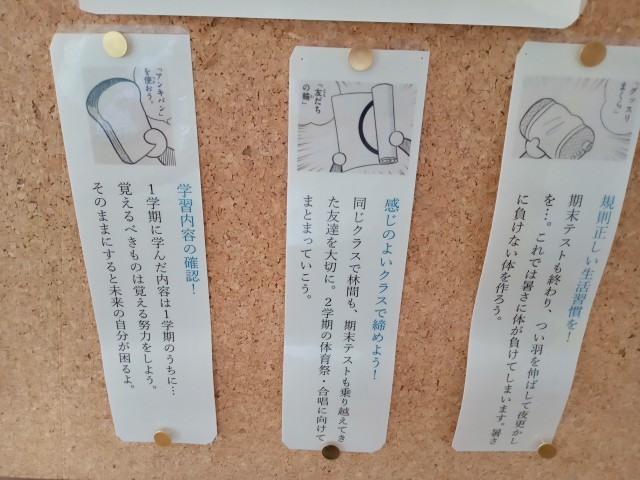 「アンキパン」
を使おう。
学習内容の確認！
１学期に学んだ内容は１学期のうちに…
覚えるべきものは覚える努力をしよう。
そのままにすると未来の自分が困るよ。
「友だち
の輪」
感じのよいクラスで締めよう！
同じクラスで林間も、期末テストも乗り越えてき
た友達を大切に。２学期の体育祭・合唱に向けて
まとまっていこう。
「グッスリ
まくら」
規則正しい生活習慣を！
期末テストも終わり、つい羽を伸ばして夜更かし
を…。これでは暑さに体が負けてしまいます。暑さ
に負けない体を作ろう。